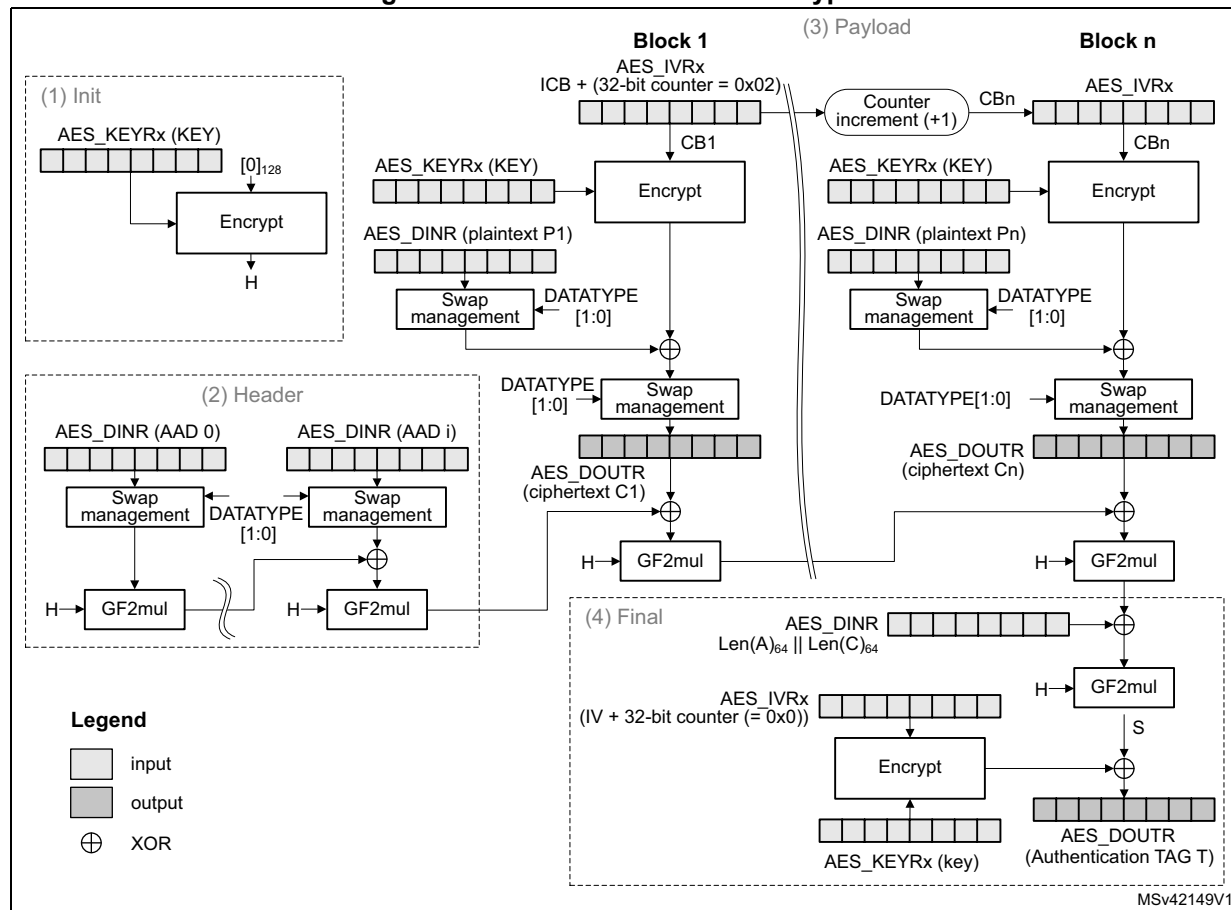 (3) Payload
Block 1
Block n
AES_IVRx
ICB + (32-bit counter = 0x02)
Counter
increment (+1)
CBn
AES_IVRx
CB1
CBn
(1) Init
AES_KEYRx (KEY)
[0]128
Encrypt
H
AES_KEYRx (KEY)
Encrypt
AES_KEYRx (KEY)
Encrypt
AES_DINR (plaintext P1)
Swap
management
DATATYPE
[1:0]
AES_DINR (plaintext Pn)
Swap
management
DATATYPE
[1:0]
DATATYPE
[1:0]
Swap
management
DATATYPE[1:0]
Swap
management
AES_DOUTR
(ciphertext C1)
AES_DOUTR
(ciphertext Cn)
(2) Header
AES_DINR (AAD 0)
AES_DINR (AAD i)
Swap
management
DATATYPE
[1:0]
Swap
management
H
GF2mul
H
GF2mul
H
GF2mul
H
GF2mul
(4) Final
AES_DINR
Len(A)64 || Len(C)64
H
GF2mul
AES_IVRx
(IV + 32-bit counter (= 0x0))
S
Encrypt
AES_KEYRx (key)
AES_DOUTR
(Authentication TAG T)
Legend
input
output
XOR
MSv42149V1